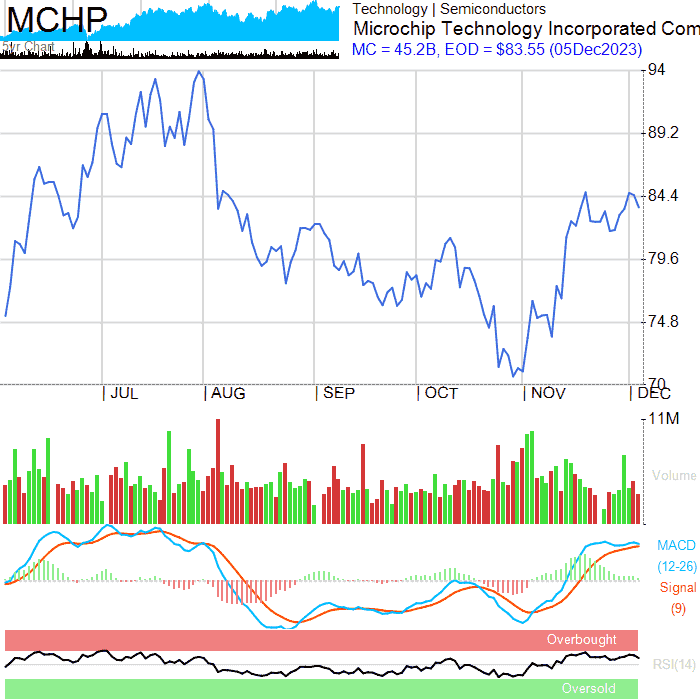 MCHP
5yr Chart
Technology | Semiconductors
Microchip Technology Incorporated Com
MC = 45.2B, EOD = $83.55 (05Dec2023)
94
89.2
84.4
79.6
74.8
70
| JUL
| AUG
| SEP
| OCT
| NOV
| DEC
11M
Volume
MACD
(12-26)
Signal
(9)
Overbought
RSI(14)
Oversold